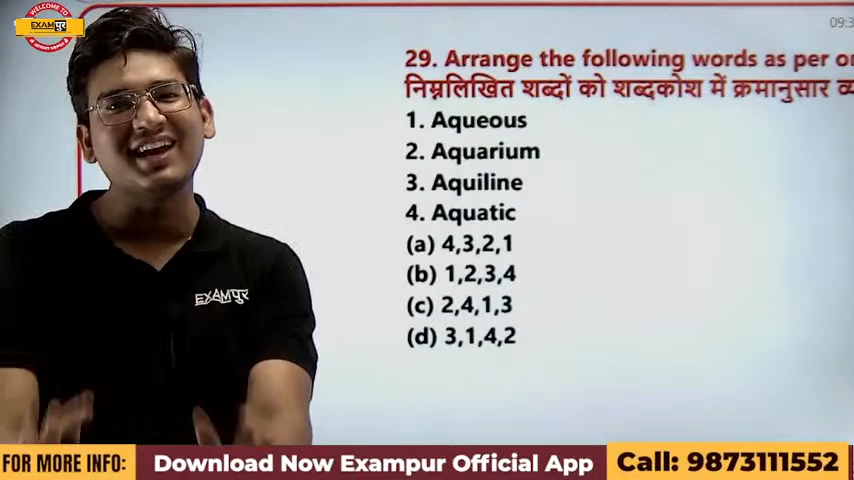 WELCOME TO
EXAMपुर
09:3
29. Arrange the following words as per or
निम्नलिखित शब्दों को शब्दकोश में क्रमानुसार व्य
1. Aqueous
2. Aquarium
3. Aquiline
4. Aquatic
(a) 4,3,2,1
(b) 1,2,3,4
(c) 2,4,1,3
(d) 3,1,4,2
EXAMपुर
FOR MORE INFO: Download Now Exampur Official App Call: 9873111552